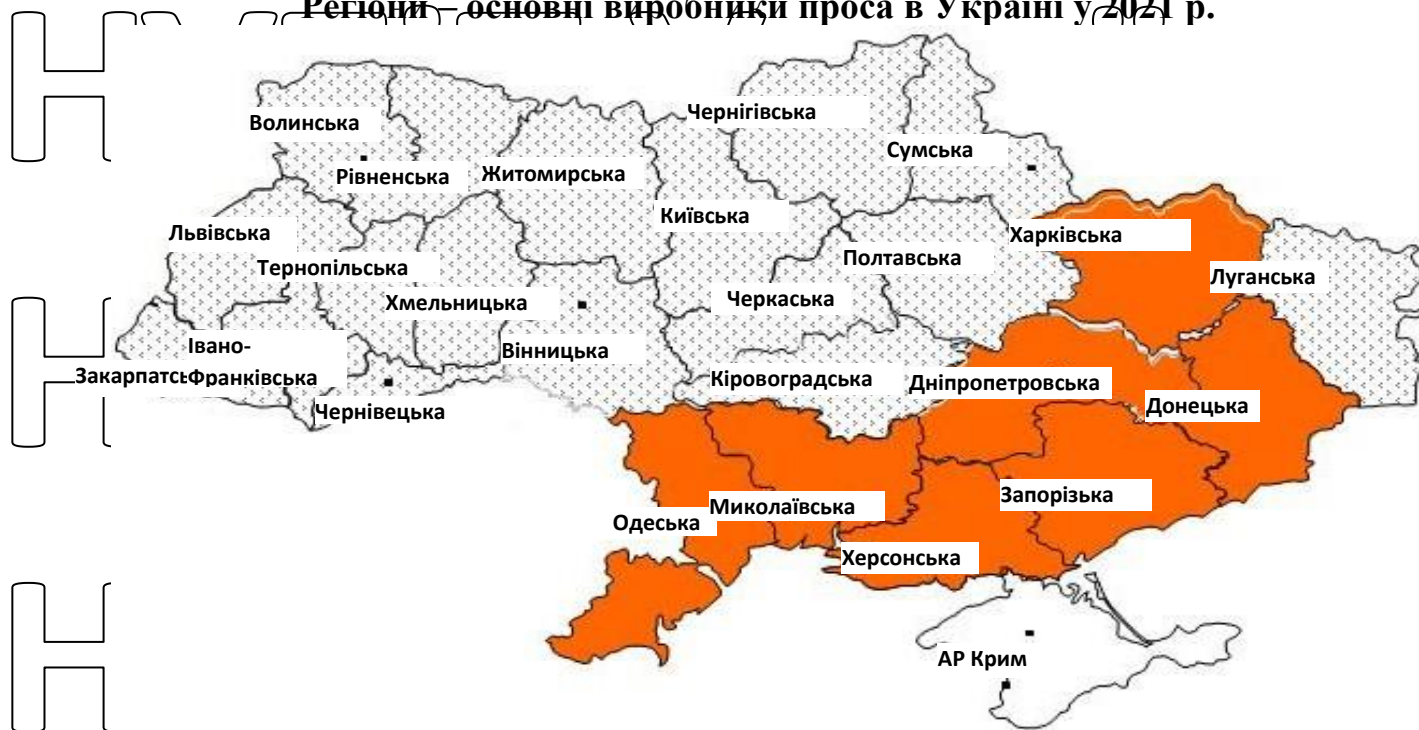 Регіони – основні виробники проса в Україні у 2021 р.
Волинська
Чернігівська
Сумська
Рівненська
Житомирська
Київська
Львівська
Харківська
Тернопільська
Полтавська
Луганська
Хмельницька
Черкаська
Івано-
Вінницька
ЗакарпатсьФранківська
Кіровоградська
Дніпропетровська
Чернівецька
Донецька
Запорізька
Миколаївська
Одеська
Херсонська
АР Крим